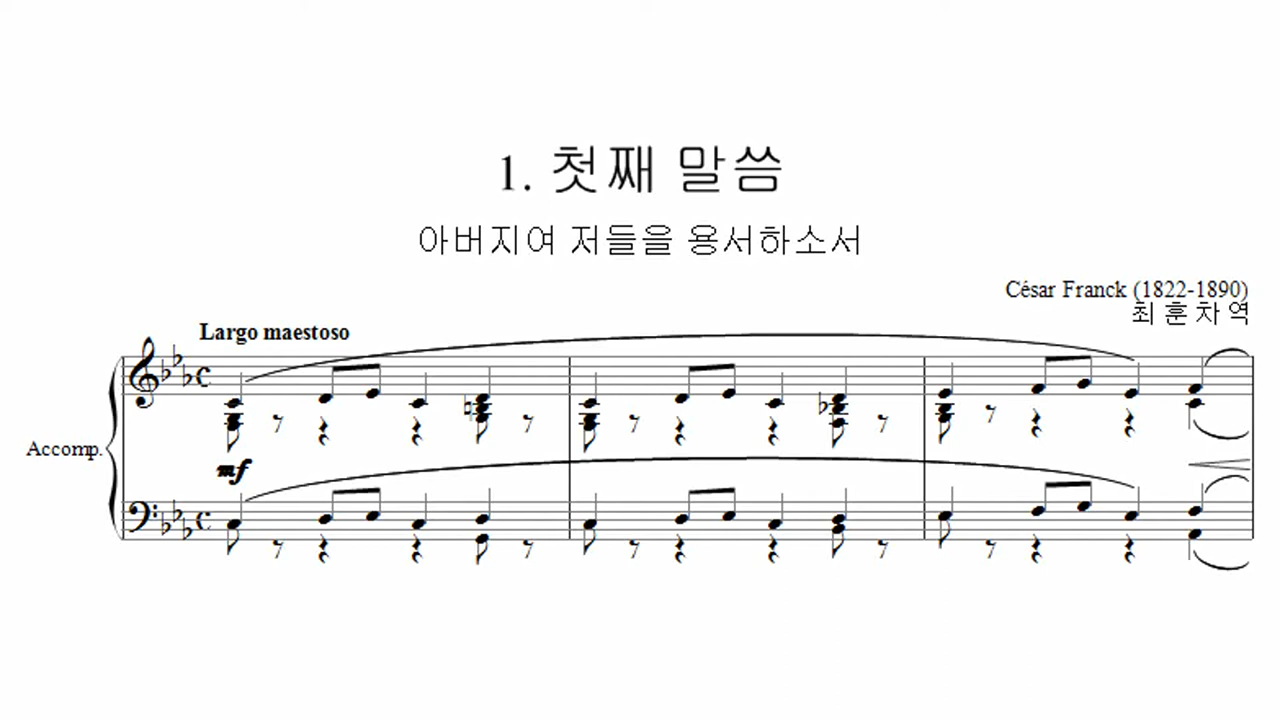 1. 첫째 말씀
아버지여 저들을 용서하소서
César Franck (1822-1890)
최 훈 차 역
Largo maestoso
Accomp.
mf